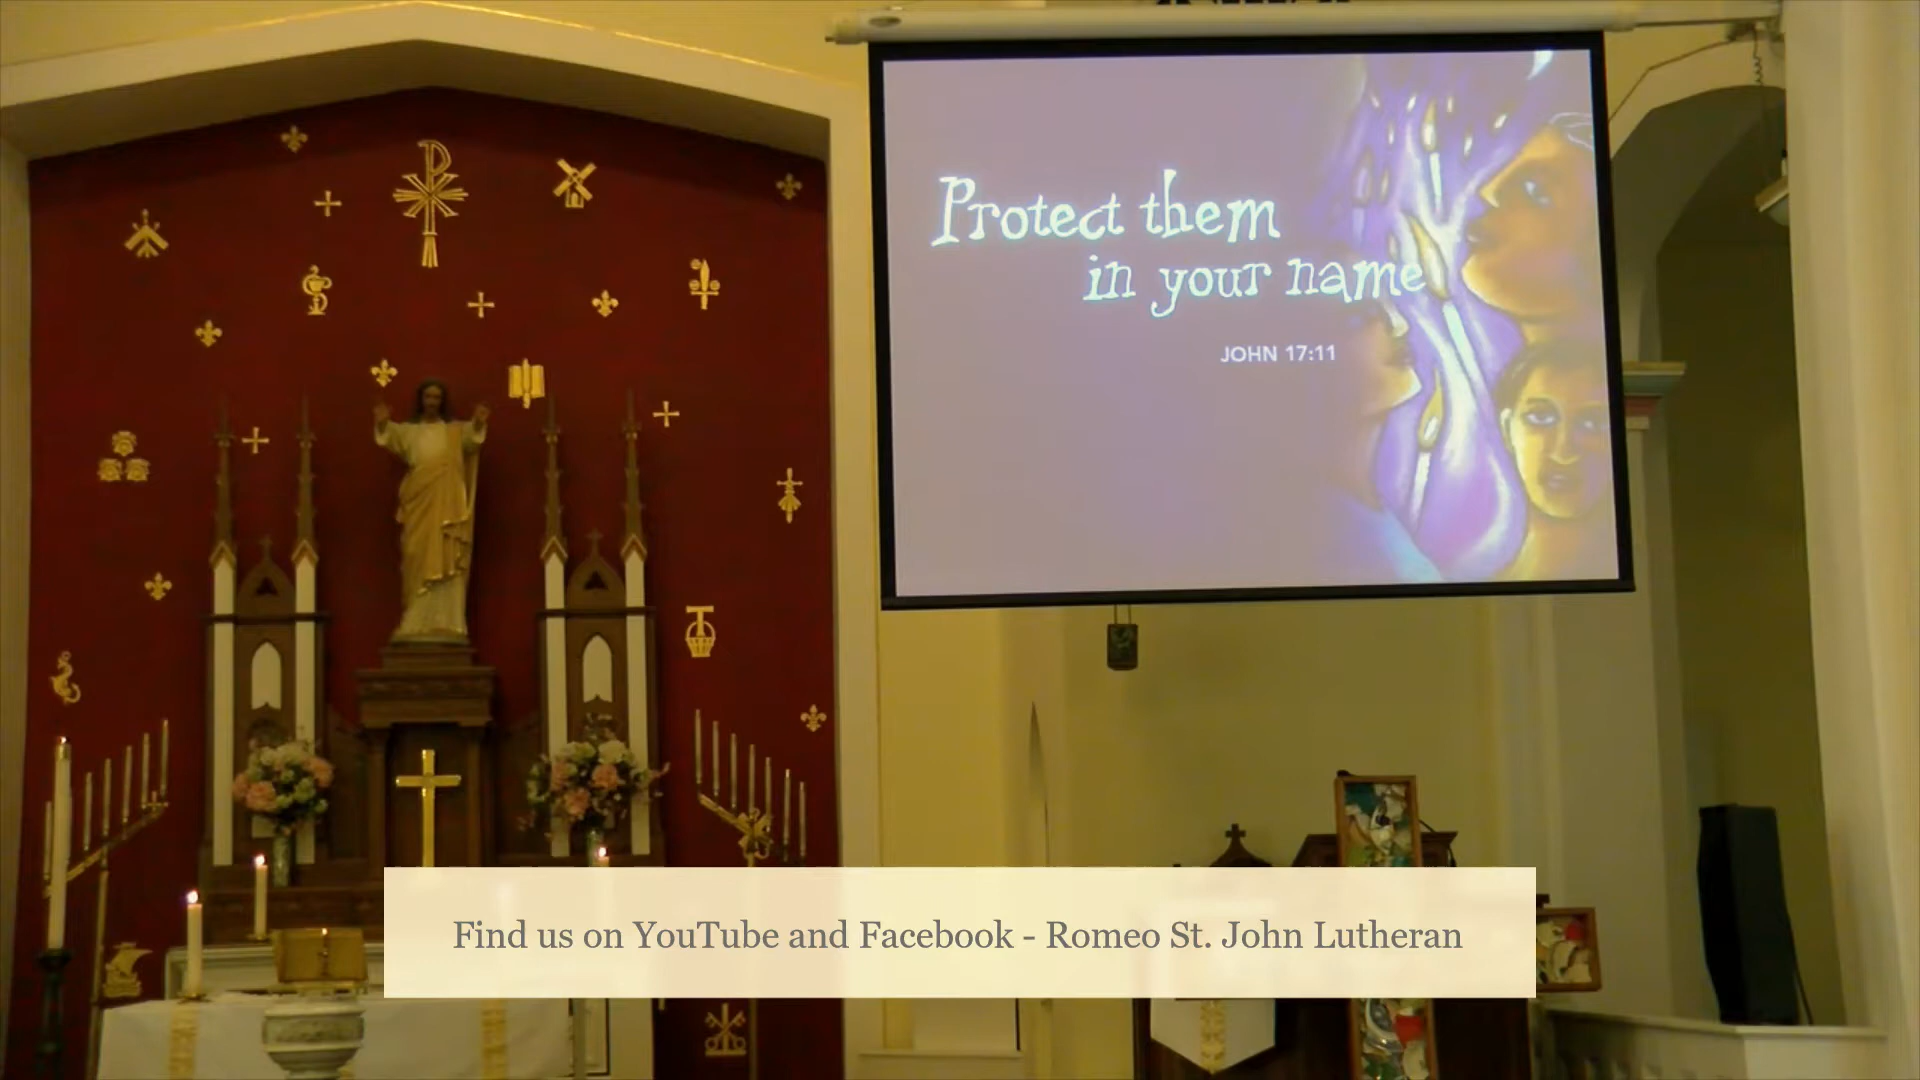 Protect them
in your name
JOHN 17:11
Find us on YouTube and Facebook - Romeo St. John Lutheran